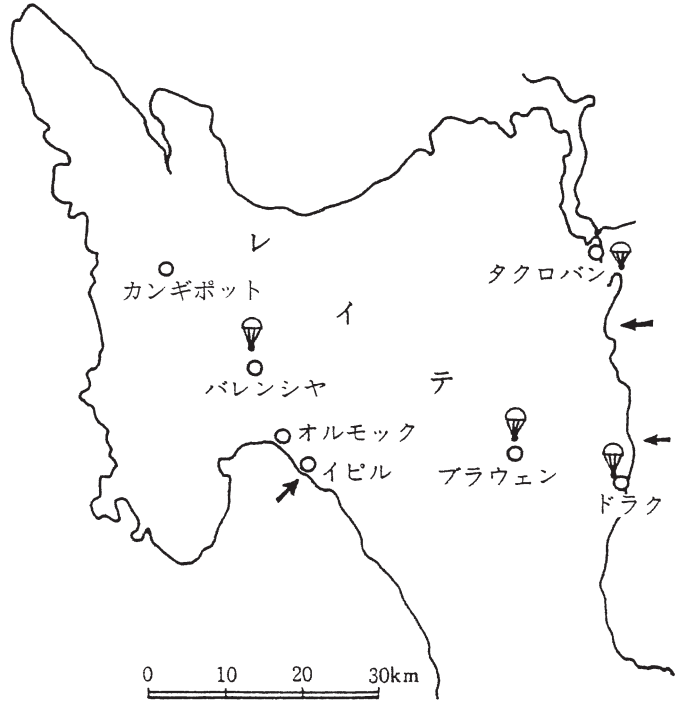 レイテ
タクロバン
カンギポット
バレンシヤ
オルモック
イピル
ブラウェン
ドラク
0 10 20 30km